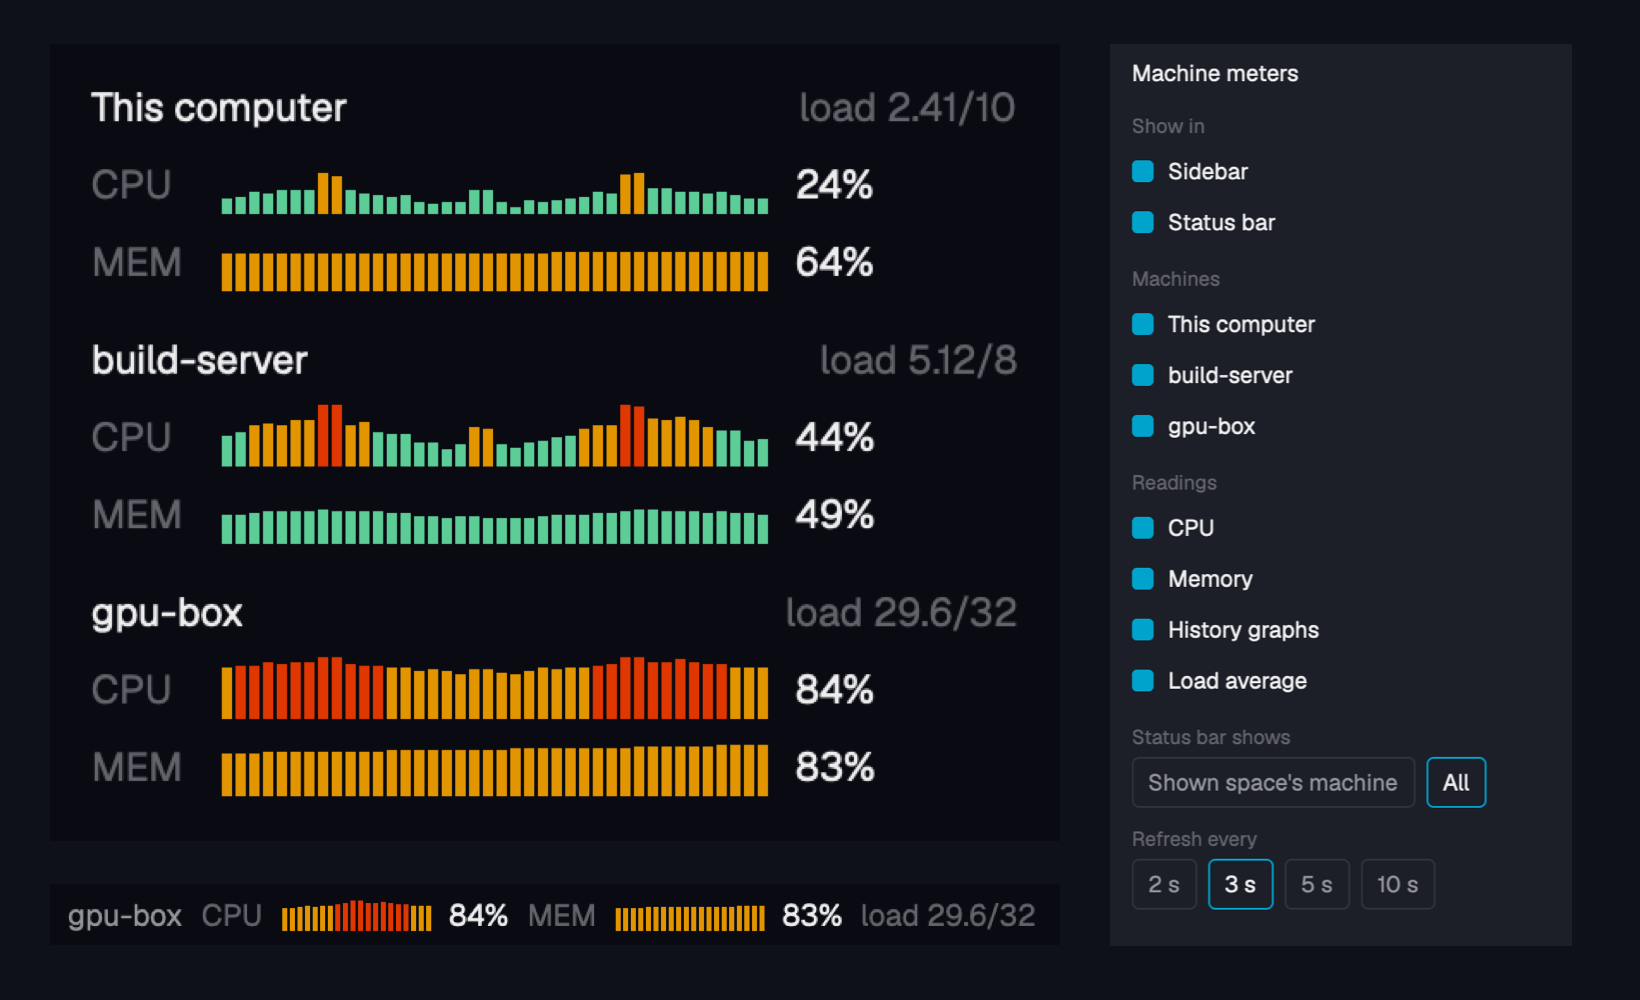 This computer load 2.41/10
CPU 24%
MEM 64%
build-server load 5.12/8
CPU 44%
MEM 49%
gpu-box load 29.6/32
CPU 84%
MEM 83%
gpu-box CPU 84% MEM 83% load 29.6/32
Machine meters
Show in
Sidebar
Status bar
Machines
This computer
build-server
gpu-box
Readings
CPU
Memory
History graphs
Load average
Status bar shows
Shown space's machine All
Refresh every
2 s 3 s 5 s 10 s